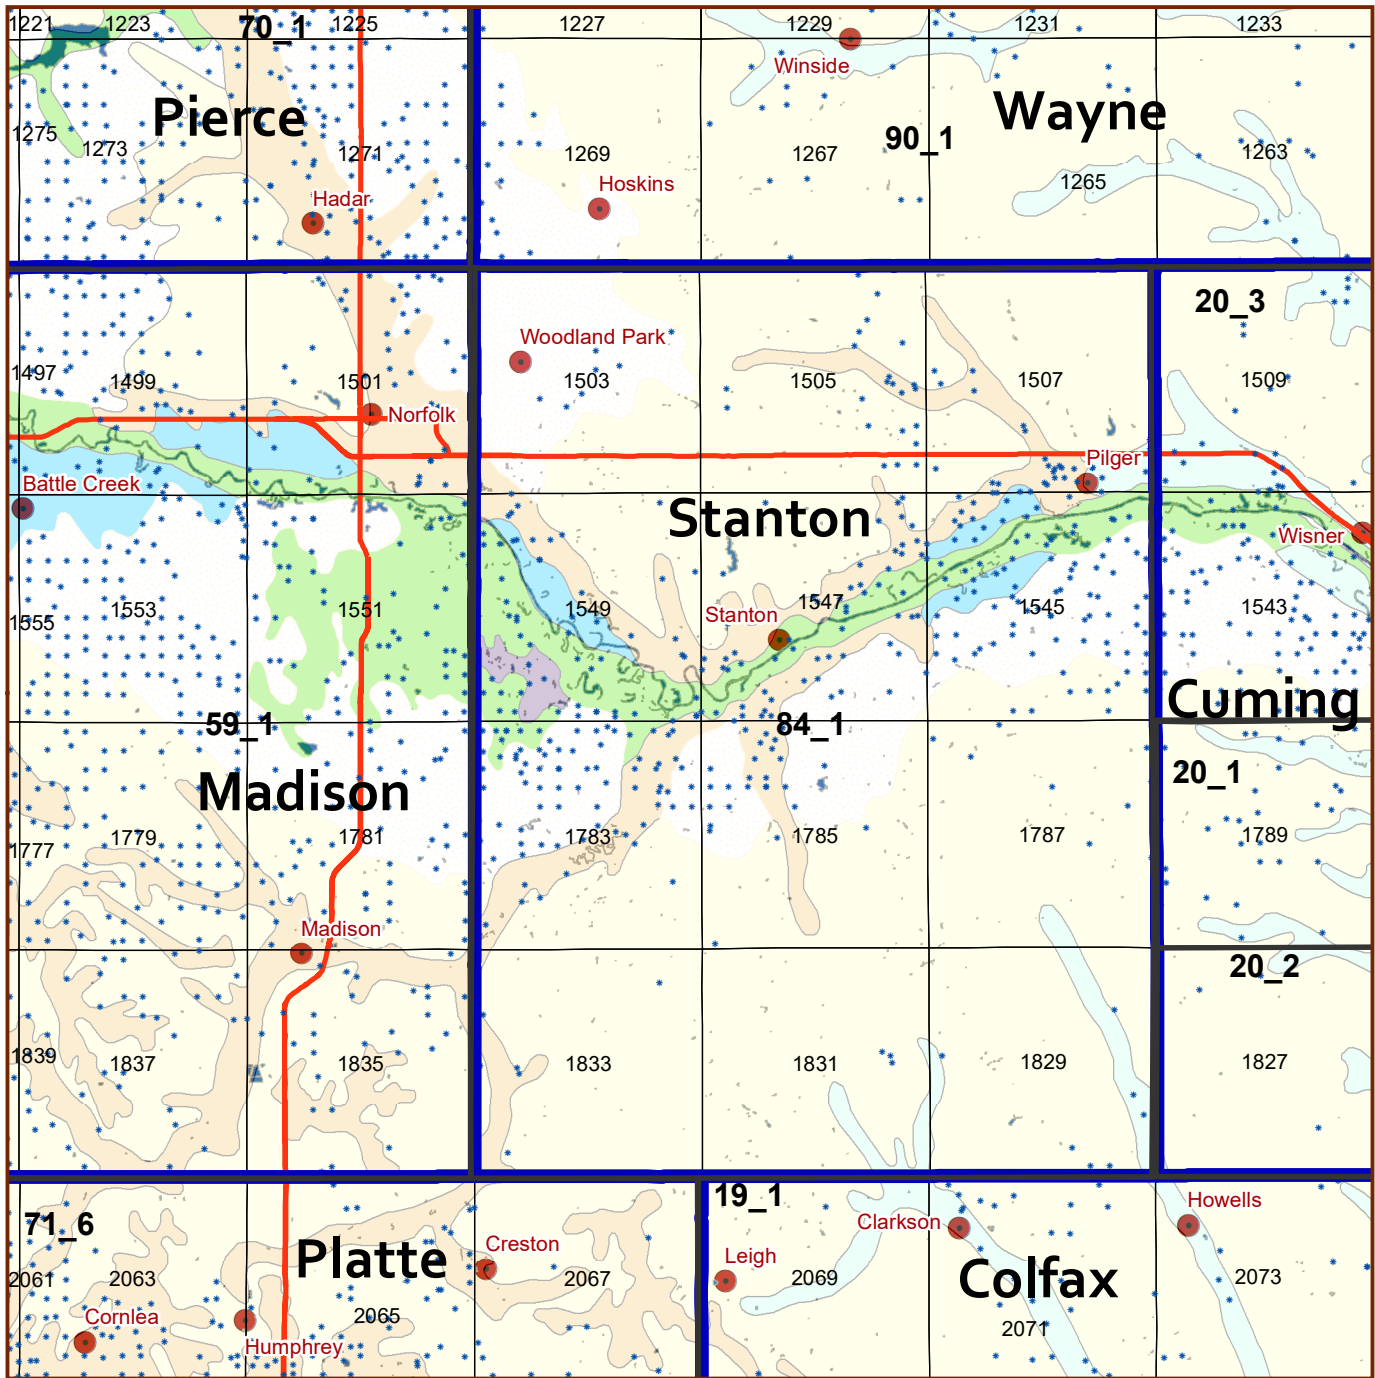 1221 1223 70_1 1225 1227 1229 1231 1233
Winside
Pierce Wayne
1275 1273 1271 1269 1267 90_1 1263
1265
Hoskins
Hadar
20_3
Woodland Park
1497 1499 1501 1503 1505 1507 1509
Norfolk
Pilger
Battle Creek
Stanton
Wisner
1555 1553 1551 1549 1547 1545 1543
Stanton
Cuming
59_1 84_1
20_1
Madison
1777 1779 1781 1783 1785 1787 1789
Madison
20_2
1839 1837 1835 1833 1831 1829 1827
19_1
Howells
71_6
Clarkson
Creston
Platte
Leigh
Colfax
2061 2063 2067 2069 2073
Cornlea 2065
2071
Humphrey